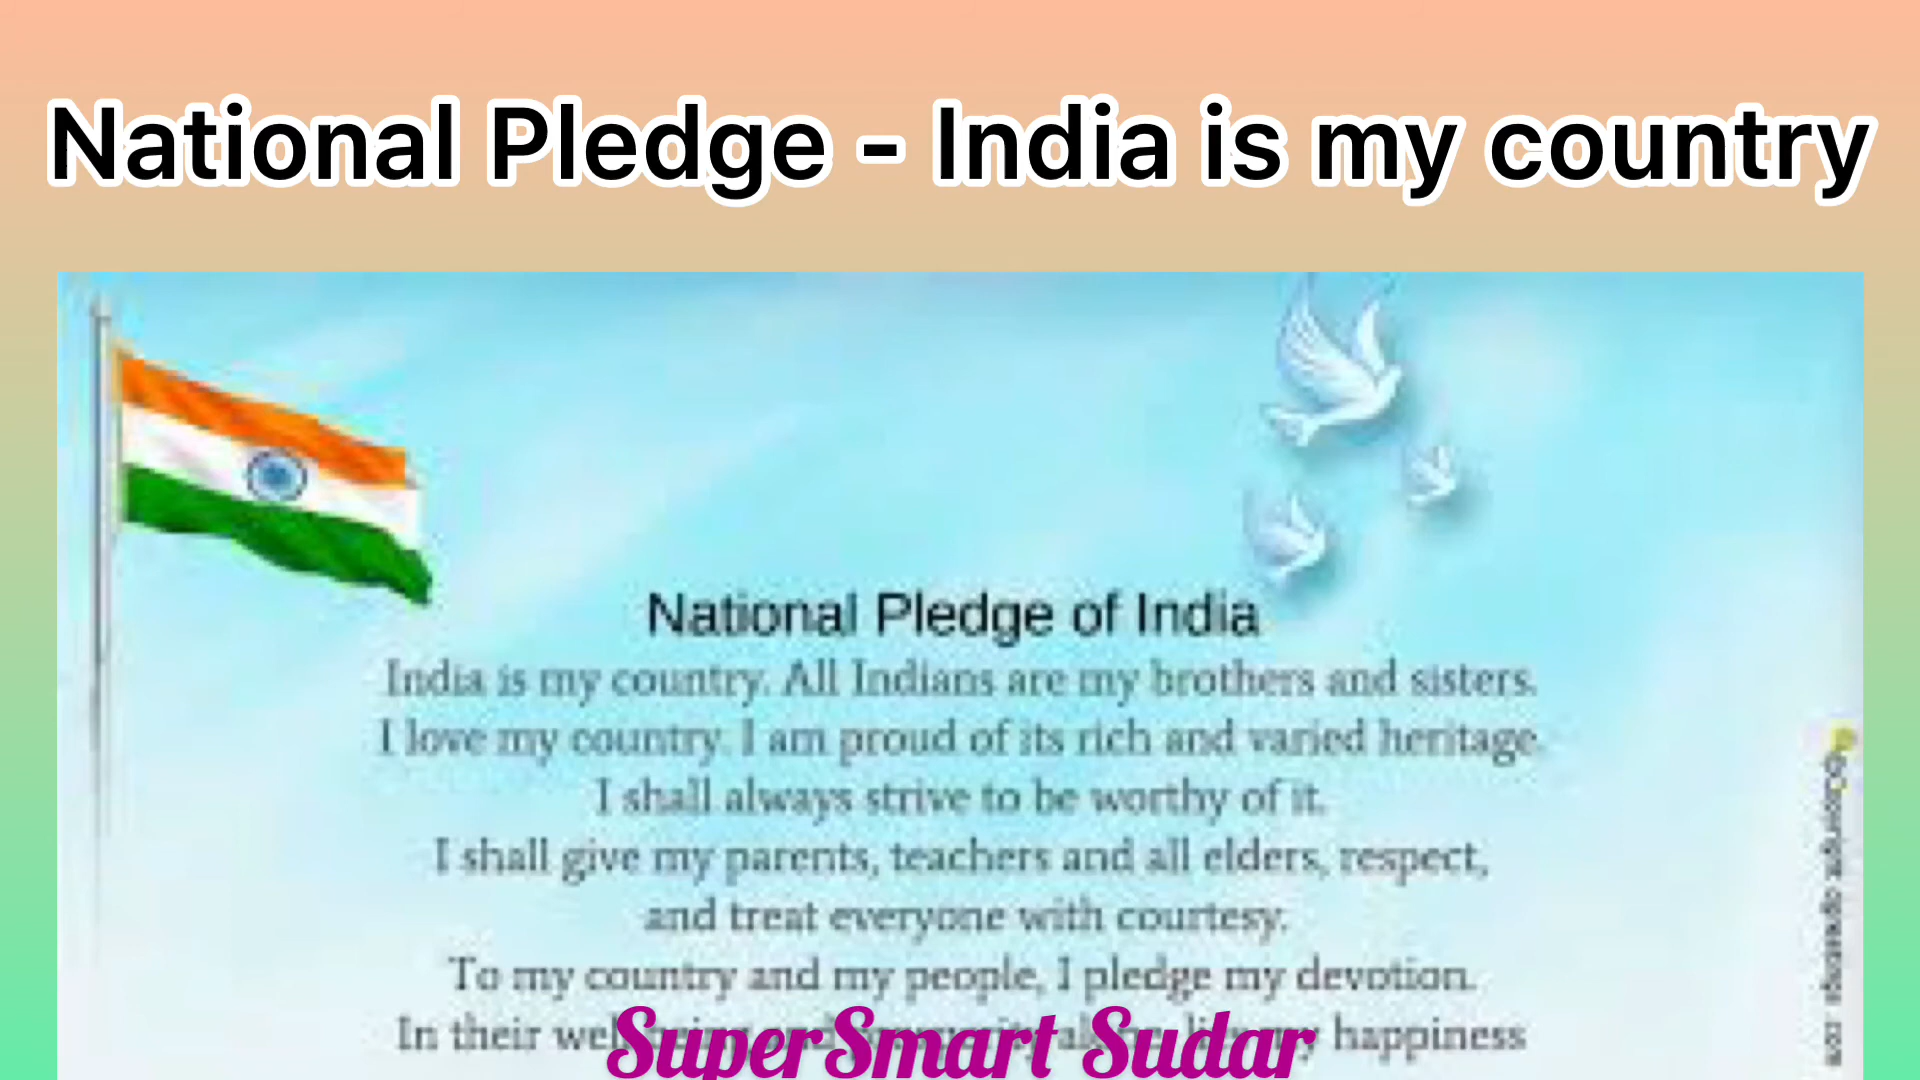 National Pledge - India is my country
National Pledge of India
India is my country. All Indians are my brothers and sisters.
I love my country. I am proud of its rich and varied heritage.
I shall always strive to be worthy of it.
I shall give my parents, teachers and all elders, respect,
and treat everyone with courtesy.
To my country and my people, I pledge my devotion.
In their happiness
SuperSmart Sudar